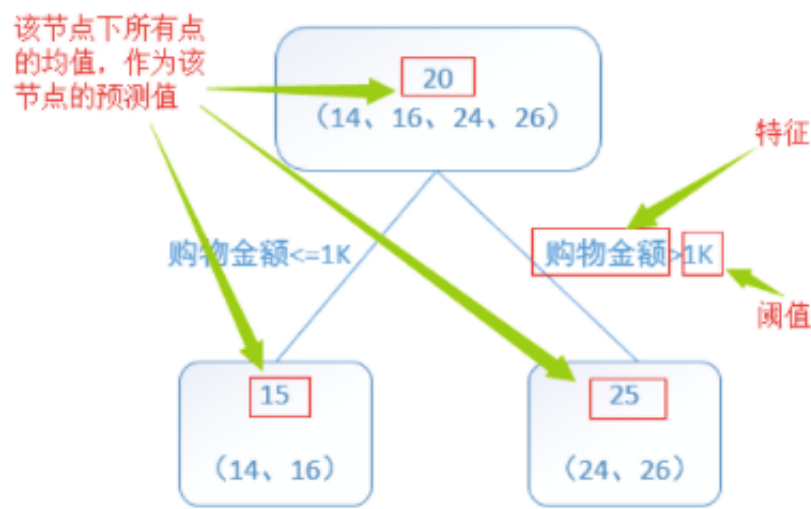 该节点下所有点
的均值，作为该
节点的预测值
20
（14、16、24、26）
特征
购物金额<=1K
购物金额>1K
阈值
15
25
（14、16）
（24、26）